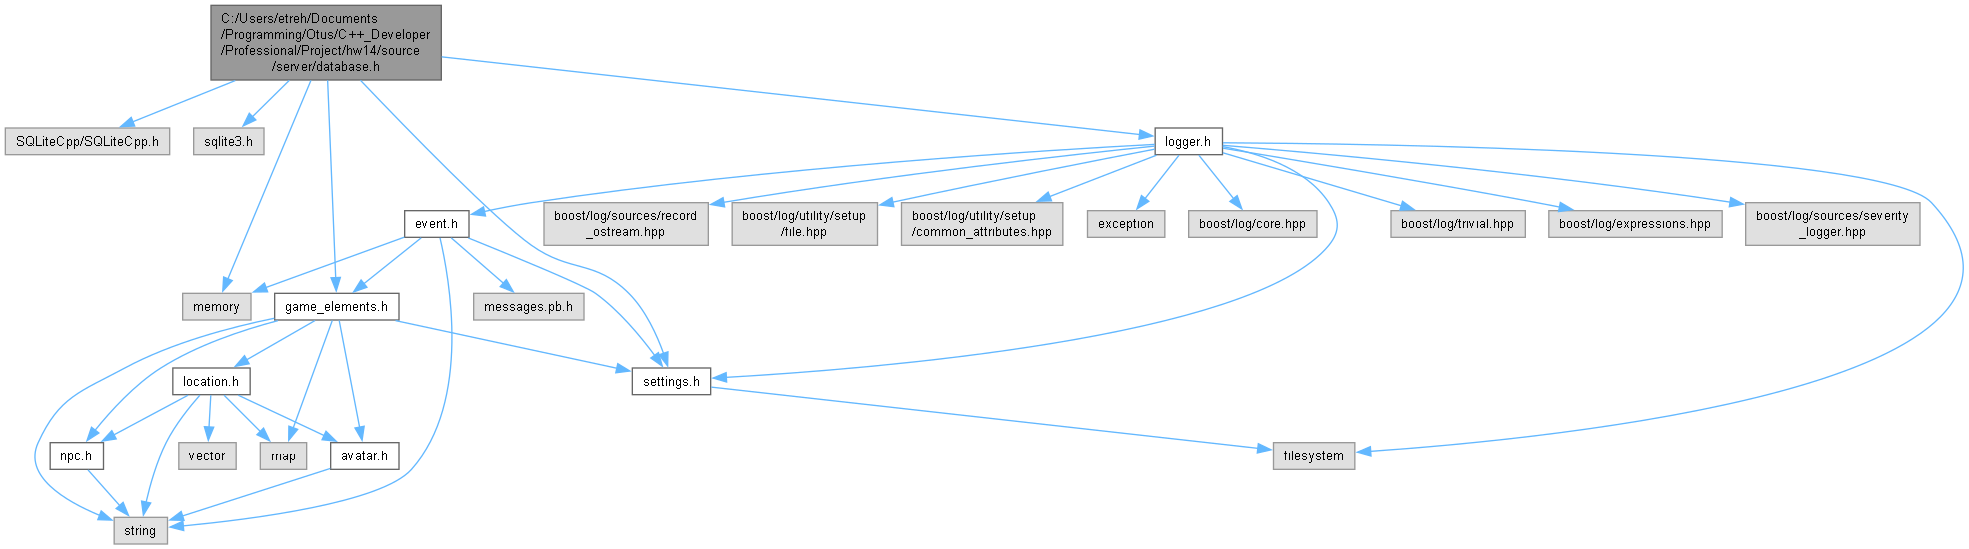 C:/Users/etreh/Documents
/Programming/Otus/C++_Developer
/Professional/Project/hw14/source
/server/database.h
SQLiteCpp/SQLiteCpp.h
sqlite3.h
logger.h
event.h
boost/log/sources/record
_ostream.hpp
boost/log/utility/setup
/file.hpp
boost/log/utility/setup
/common_attributes.hpp
exception
boost/log/core.hpp
boost/log/trivial.hpp
boost/log/expressions.hpp
boost/log/sources/severity
_logger.hpp
memory
game_elements.h
messages.pb.h
location.h
settings.h
npc.h
vector
map
avatar.h
filesystem
string